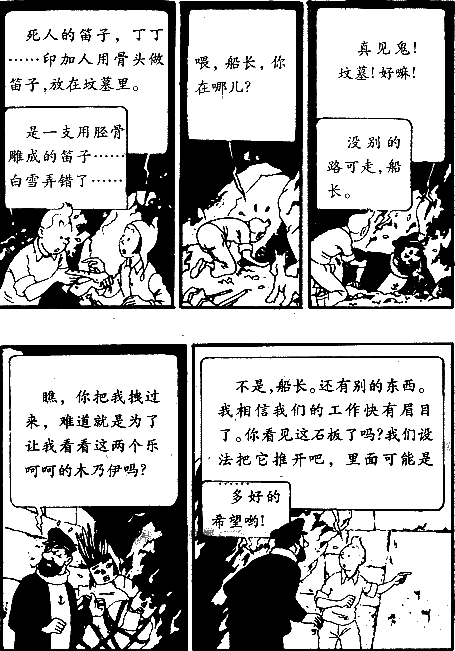 死人的笛子，丁丁
……印加人用骨头做
笛子，放在坟墓里。
是一支用胫骨
雕成的笛子……
白雪弄错了……
喂，船长，你
在哪儿？
真见鬼！
坟墓！好嘛！
没别的
路可走，船
长。
瞧，你把我拽过
来，难道就是为了
让我看看这两个乐
呵呵的木乃伊吗？
不是，船长。还有别的东西。
我相信我们的工作快有眉目
了。你看见这石板了吗？我们设
法把它推开吧，里面可能是
……
多好的
希望哟！